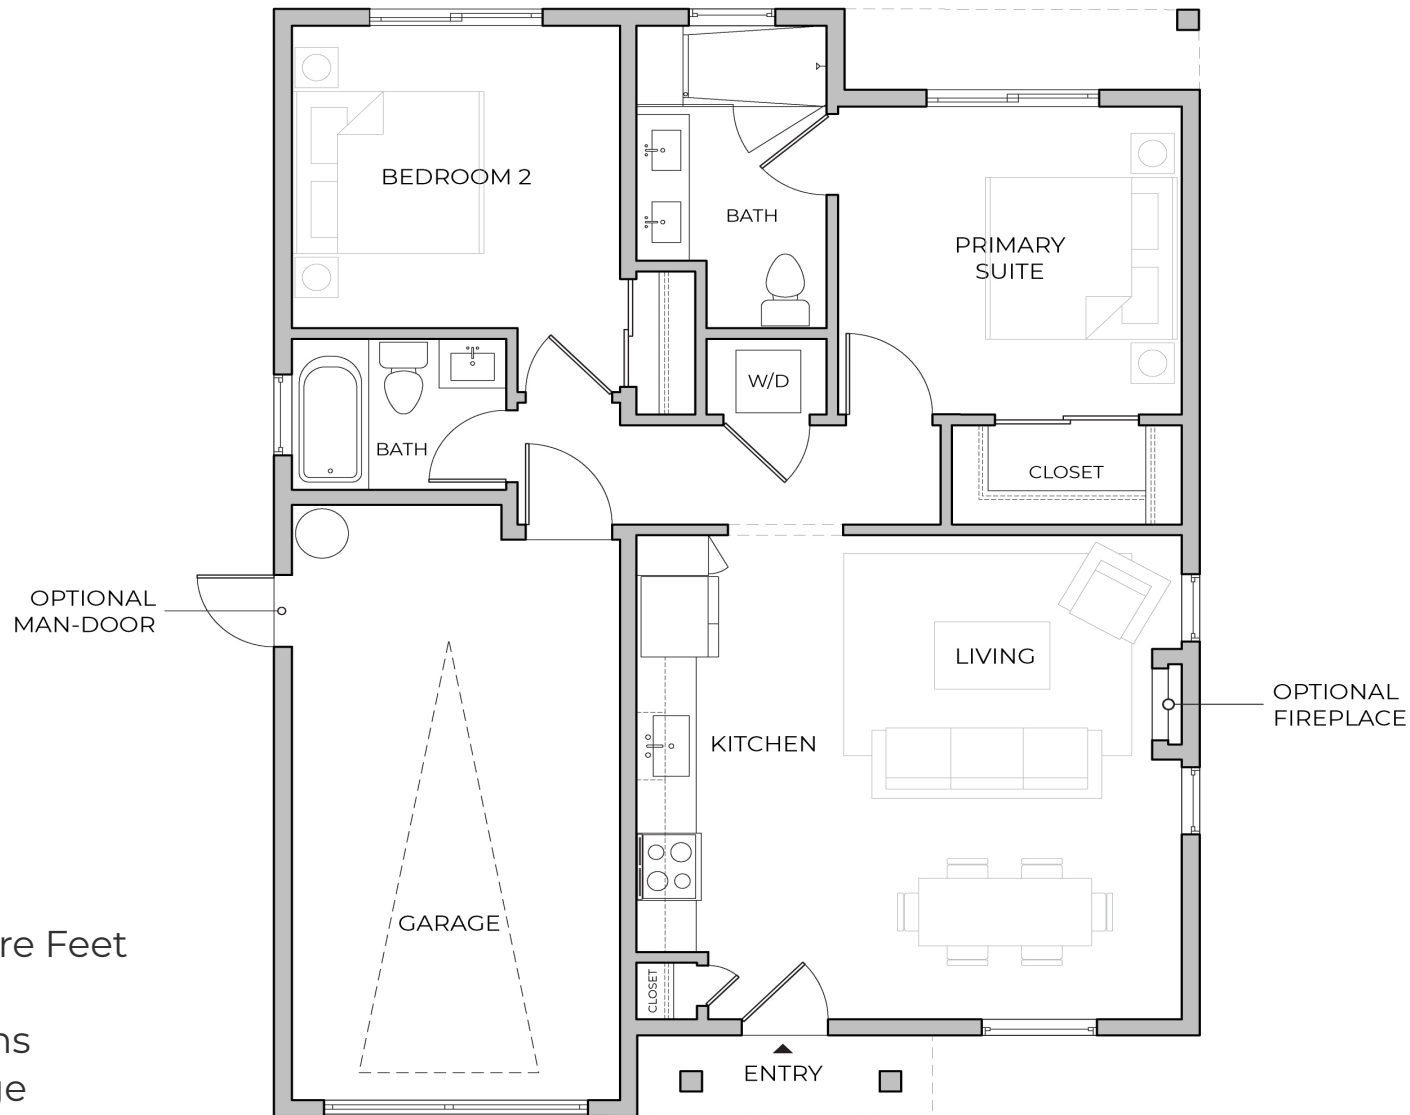 BEDROOM 2
BATH
PRIMARY
SUITE
W/D
BATH
CLOSET
OPTIONAL
MAN-DOOR
LIVING
OPTIONAL
FIREPLACE
KITCHEN
GARAGE
CLOSET
ENTRY
re Feet
ns
ge